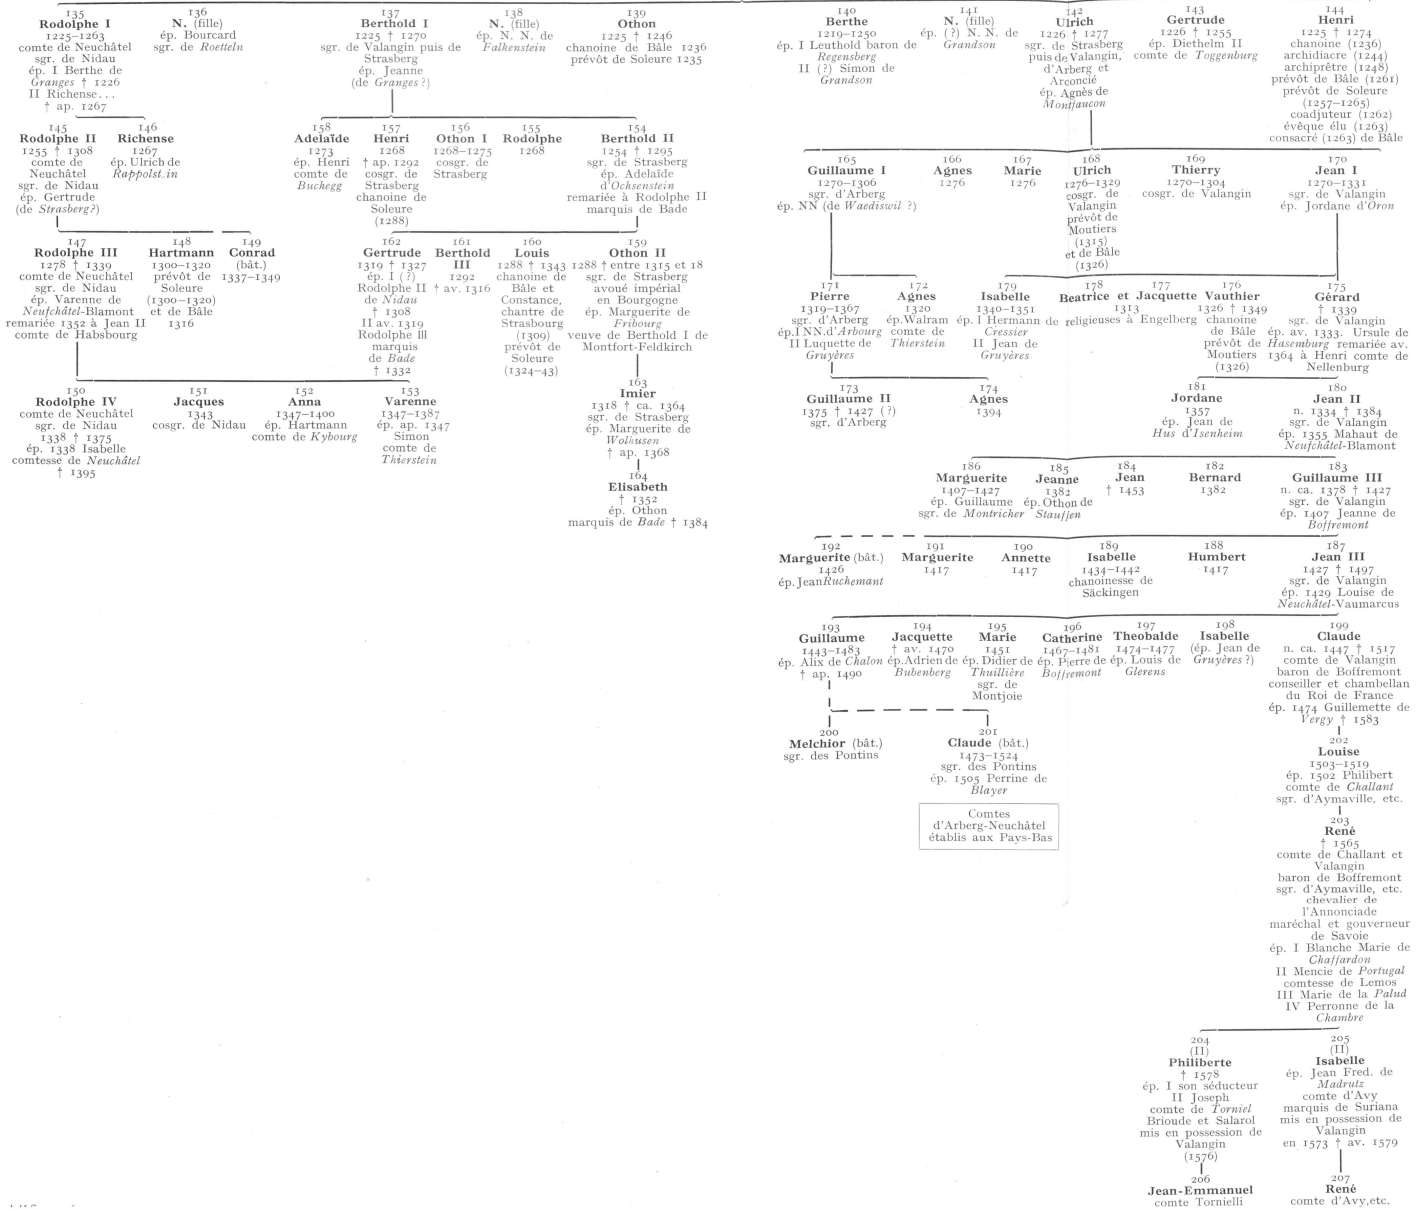 135
Rodolphe I
1225–1263
comte de Neuchâtel
sgr. de Nidau
ép. I Berthe de
Granges † 1226
II Richense...
† ap. 1267
136
N. (fille)
ép. Bourcard
sgr. de Roetteln
137
Berthold I
1225 † 1270
sgr. de Valangin puis de
Strasberg
ép. Jeanne
(de Granges ?)
138
N. (fille)
ép. N. N. de
Falkenstein
139
Othon
1225 † 1246
chanoine de Bâle 1236
prévôt de Soleure 1235
140
Berthe
1219–1250
ép. I Leuthold baron de
Regensberg
II (?) Simon de
Grandson
141
N. (fille)
ép. (?) N. N. de
Grandson
142
Ulrich
1226 † 1277
sgr. de Strasberg
puis de Valangin,
d'Arberg et
Arconcié
ép. Agnès de
Montfaucon
143
Gertrude
1226 † 1255
ép. Diethelm II
comte de Toggenburg
144
Henri
1225 † 1274
chanoine (1236)
archidiacre (1244)
archiprêtre (1248)
prévôt de Bâle (1261)
prévôt de Soleure
(1257–1265)
coadjuteur (1262)
évêque élu (1263)
consacré (1263) de Bâle
145
Rodolphe II
1255 † 1308
comte de
Neuchâtel
sgr. de Nidau
ép. Gertrude
(de Strasberg?)
146
Richense
1267
ép. Ulrich de
Rappolst.in
158
Adelaïde
1273
ép. Henri
comte de
Buchegg
157
Henri
1268
† ap. 1292
cosgr. de
Strasberg
chanoine de
Soleure
(1288)
156
Othon I
1268–1275
cosgr. de
Strasberg
155
Rodolphe
1268
154
Berthold II
1254 † 1295
sgr. de Strasberg
ép. Adelaïde
d'Ochsenstein
remariée à Rodolphe II
marquis de Bade
165
Guillaume I
1270–1306
sgr. d'Arberg
ép. NN (de Waediswil ?)
166
Agnes
1276
167
Marie
1276
168
Ulrich
1276–1329
cosgr. de
Valangin
prévôt de
Moutiers
(1315)
et de Bâle
(1326)
169
Thierry
1270–1304
cosgr. de Valangin
170
Jean I
1270–1331
sgr. de Valangin
ép. Jordane d'Oron
147
Rodolphe III
1278 † 1339
comte de Neuchâtel
sgr. de Nidau
ép. Varenne de
Neufchâtel-Blamont
remariée 1352 à Jean II
comte de Habsbourg
148
Hartmann
1300–1320
prévôt de
Soleure
(1300–1320)
et de Bâle
1316
149
Conrad
(bât.)
1337–1349
162
Gertrude
1319 † 1327
ép. I (?)
Rodolphe II
de Nidau
† 1308
II av. 1319
Rodolphe III
marquis
de Bade
† 1332
161
Berthold
III
1292
† av. 1316
160
Louis
1288 † 1343
chanoine de
Bâle et
Constance,
chantre de
Strasbourg
(1309)
prévôt de
Soleure
(1324–43)
159
Othon II
1288 † entre 1315 et 18
sgr. de Strasberg
avoué impérial
en Bourgogne
ép. Marguerite de
Fribourg
veuve de Berthold I de
Montfort-Feldkirch
171
Pierre
1319–1367
sgr. d'Arberg
ép.I NN.d'Arbourg
II Luquette de
Gruyères
172
Agnes
1320
ép.Walram
comte de
Thierstein
179
Isabelle
1340–1351
ép. I Hermann de
Cressier
II Jean de
Gruyères
178 177
Beatrice et Jacquette
1313
religieuses à Engelberg
176
Vauthier
1326 † 1349
chanoine
de Bâle
prévôt de
Moutiers
(1326)
175
Gérard
† 1339
sgr. de Valangin
ép. av. 1333. Ursule de
Hasemburg remariée av.
1364 à Henri comte de
Nellenburg
150
Rodolphe IV
comte de Neuchâtel
sgr. de Nidau
1338 † 1375
ép. 1338 Isabelle
comtesse de Neuchâtel
† 1395
151
Jacques
1343
cosgr. de Nidau
152
Anna
1347–1400
ép. Hartmann
comte de Kybourg
153
Varenne
1347–1387
ép. ap. 1347
Simon
comte de
Thierstein
163
Imier
1318 † ca. 1364
sgr. de Strasberg
ép. Marguerite de
Wolhusen
† ap. 1368
173
Guillaume II
1375 † 1427 (?)
sgr. d'Arberg
174
Agnes
1394
181
Jordane
1357
ép. Jean de
Hus d'Isenheim
180
Jean II
n. 1334 † 1384
sgr. de Valangin
ép. 1355 Mahaut de
Neufchâtel-Blamont
164
Elisabeth
† 1352
ép. Othon
marquis de Bade † 1384
186
Marguerite
1407–1427
ép. Guillaume
sgr. de Montricher
185
Jeanne
1382
ép. Othon de
Stauffen
184
Jean
† 1453
182
Bernard
1382
183
Guillaume III
n. ca. 1378 † 1427
sgr. de Valangin
ép. 1407 Jeanne de
Boffremont
192
Marguerite (bât.)
1426
ép. Jean Ruchemant
191
Marguerite
1417
190
Annette
1417
189
Isabelle
1434–1442
chanoinesse de
Säckingen
188
Humbert
1417
187
Jean III
1427 † 1497
sgr. de Valangin
ép. 1429 Louise de
Neuchâtel-Vaumarcus
193
Guillaume
1443–1483
ép. Alix de Chalon
† ap. 1490
194
Jacquette
† av. 1470
ép.Adrien de
Bubenberg
195
Marie
1451
ép. Didier de
Thuillière
sgr. de
Montjoie
196
Catherine
1467–1481
ép. Pierre de
Boffremont
197
Theobalde
1474–1477
ép. Louis de
Glerens
198
Isabelle
(ép. Jean de
Gruyères ?)
199
Claude
n. ca. 1447 † 1517
comte de Valangin
baron de Boffremont
conseiller et chambellan
du Roi de France
ép. 1474 Guillemette de
Vergy † 1583
200
Melchior (bât.)
sgr. des Pontins
201
Claude (bât.)
1473–1524
sgr. des Pontins
ép. 1505 Perrine de
Blayer
Comtes
d'Arberg-Neuchâtel
établis aux Pays-Bas
202
Louise
1503–1519
ép. 1502 Philibert
comte de Challant
sgr. d'Aymaville, etc.
203
René
† 1565
comte de Challant et
Valangin
baron de Boffremont
sgr. d'Aymaville, etc.
chevalier de
l'Annonciade
maréchal et gouverneur
de Savoie
ép. I Blanche Marie de
Chaffardon
II Mencie de Portugal
comtesse de Lemos
III Marie de la Palud
IV Perronne de la
Chambre
204
(II)
Philiberte
† 1578
ép. I son séducteur
II Joseph
comte de Torniel
Brioude et Salarol
mis en possession de
Valangin
(1576)
205
(II)
Isabelle
ép. Jean Fred. de
Madrutz
comte d'Avy
marquis de Suriana
mis en possession de
Valangin
en 1573 † av. 1579
206
Jean-Emmanuel
comte Tornielli
207
René
comte d'Avy,etc.